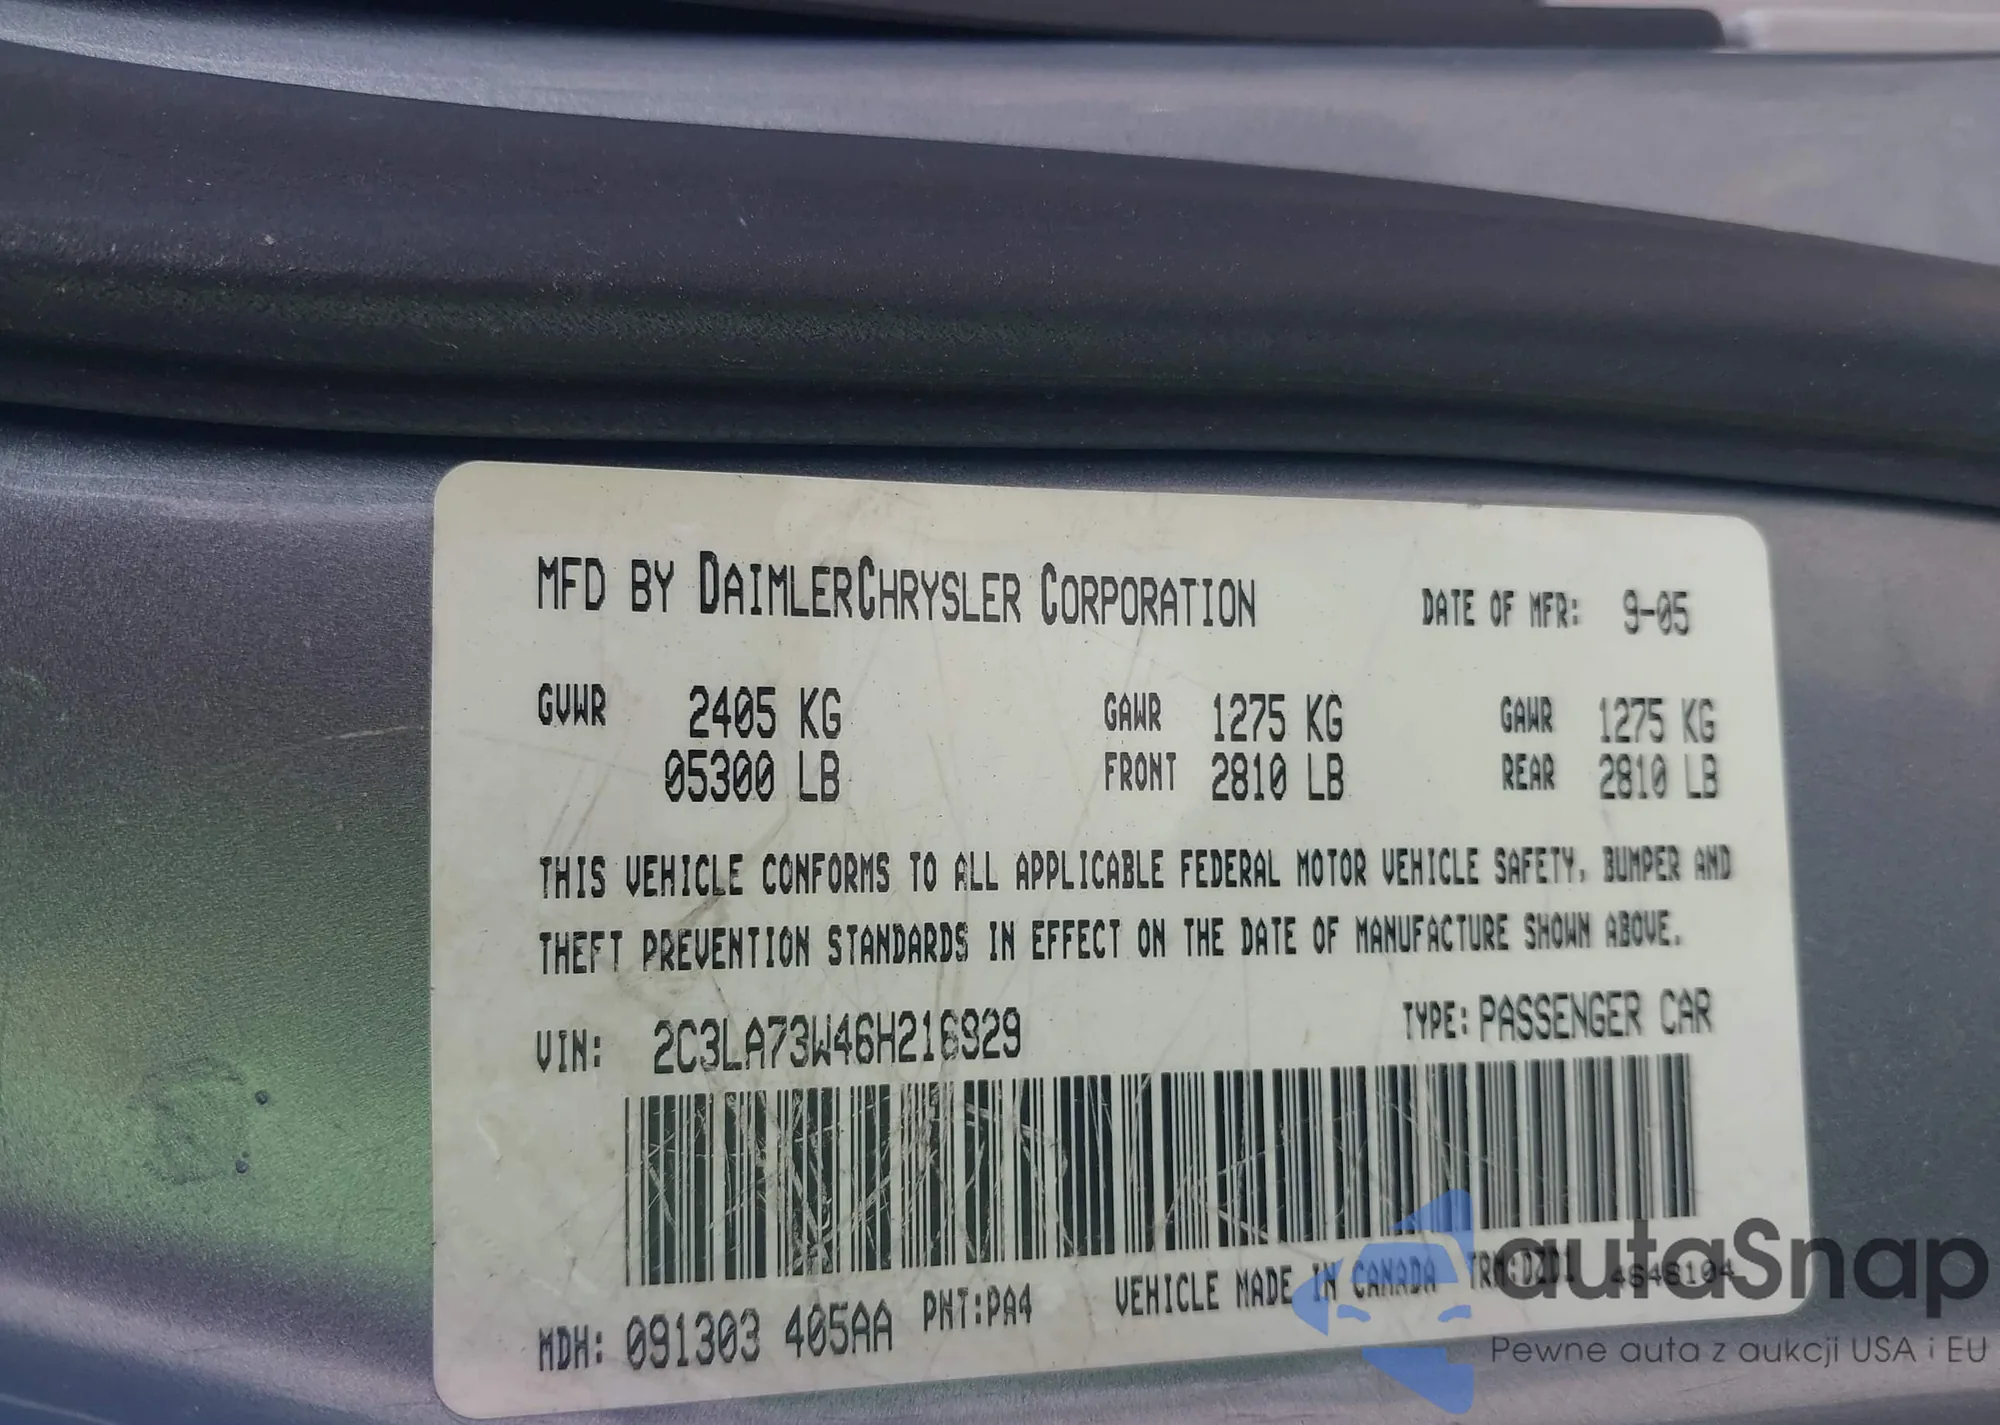 MFD BY DAIMLERCHRYSLER CORPORATION DATE OF MFR: 9-05
GVWR 2405 KG GAWR 1275 KG GAWR 1275 KG
05300 LB FRONT 2810 LB REAR 2810 LB
THIS VEHICLE CONFORMS TO ALL APPLICABLE FEDERAL MOTOR VEHICLE SAFETY, BUMPER AND
THEFT PREVENTION STANDARDS IN EFFECT ON THE DATE OF MANUFACTURE SHOWN ABOVE.
VIN: 2C3LA73W46H216929 TYPE: PASSENGER CAR
MDH: 091303 405AA PNT:PA4 VEHICLE MADE IN CANADA
autaSnap
Pewne auta z aukcji USA i EU